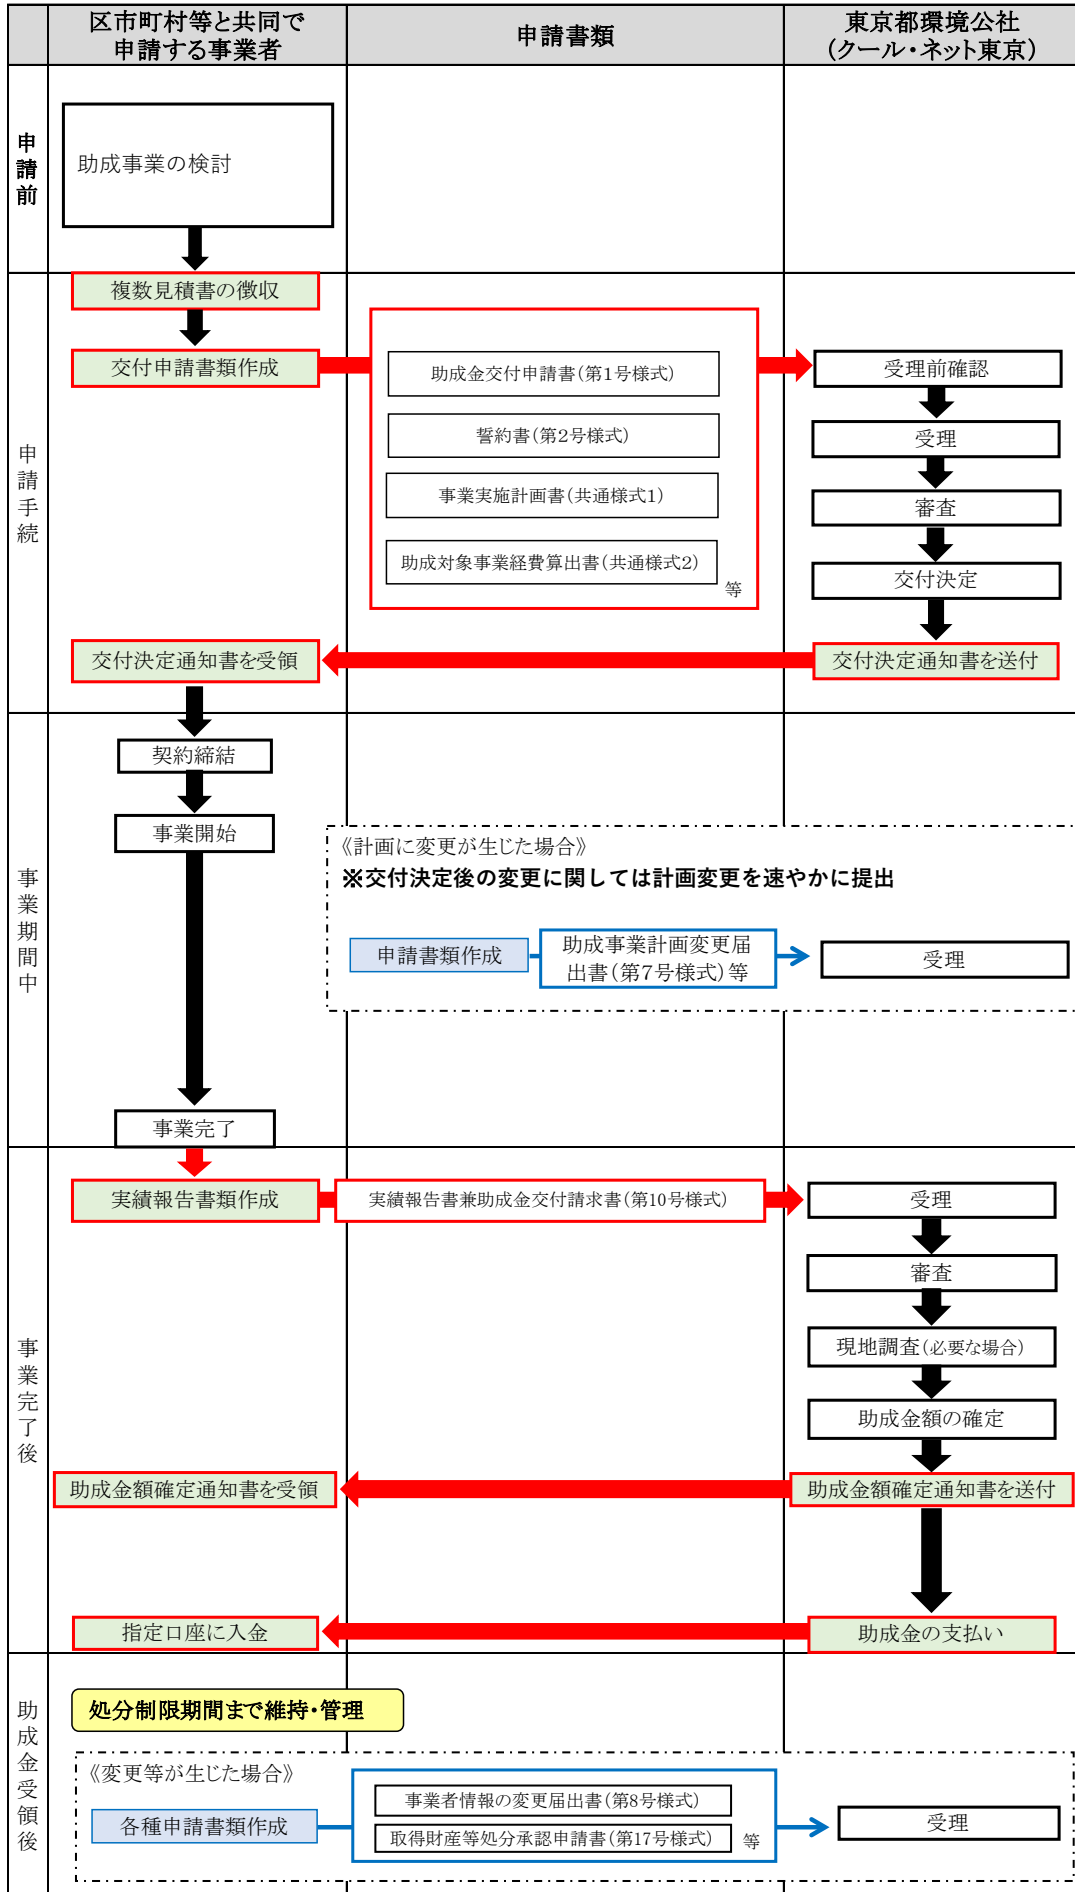 区市町村等と共同で
申請する事業者
申請書類
東京都環境公社
(クール・ネット東京)
申請前
助成事業の検討
申請手続
複数見積書の徴収
交付申請書類作成
助成金交付申請書(第1号様式)
誓約書(第2号様式)
事業実施計画書(共通様式1)
助成対象事業経費算出書(共通様式2)
等
受理前確認
受理
審査
交付決定
交付決定通知書を送付
交付決定通知書を受領
事業期間中
契約締結
事業開始
《計画に変更が生じた場合》
※交付決定後の変更に関しては計画変更を速やかに提出
申請書類作成
助成事業計画変更届
出書(第7号様式)等
受理
事業完了
事業完了後
実績報告書類作成
実績報告書兼助成金交付請求書(第10号様式)
受理
審査
現地調査(必要な場合)
助成金額の確定
助成金額確定通知書を送付
助成金額確定通知書を受領
助成金の支払い
指定口座に入金
助成金受領後
処分制限期間まで維持・管理
《変更等が生じた場合》
各種申請書類作成
事業者情報の変更届出書(第8号様式)
取得財産等処分承認申請書(第17号様式)
等
受理